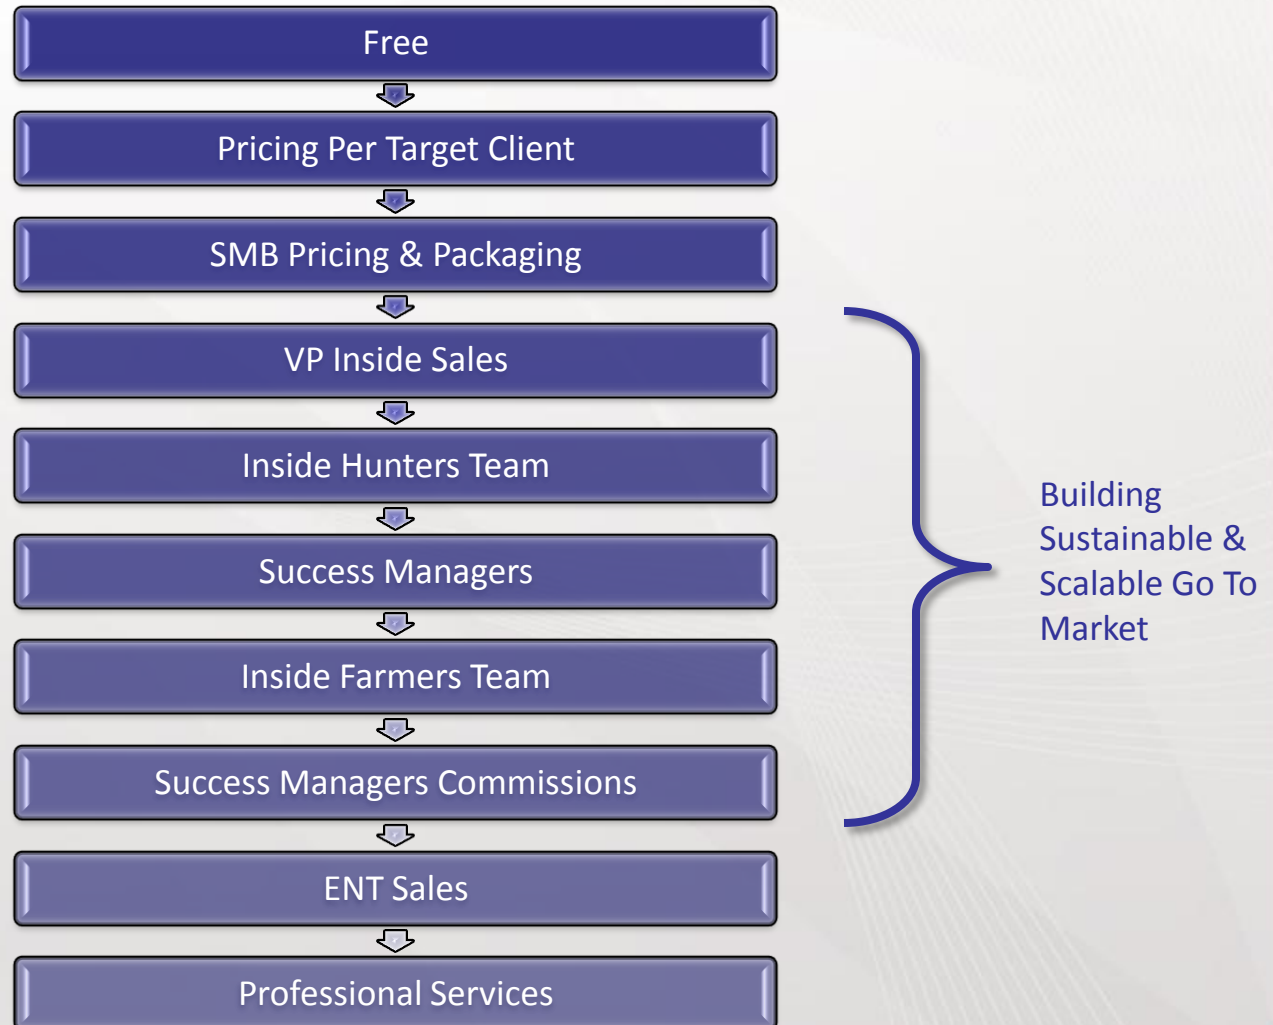 Free
Pricing Per Target Client
SMB Pricing & Packaging
VP Inside Sales
Inside Hunters Team
Success Managers
Inside Farmers Team
Success Managers Commissions
ENT Sales
Professional Services
Building
Sustainable &
Scalable Go To
Market